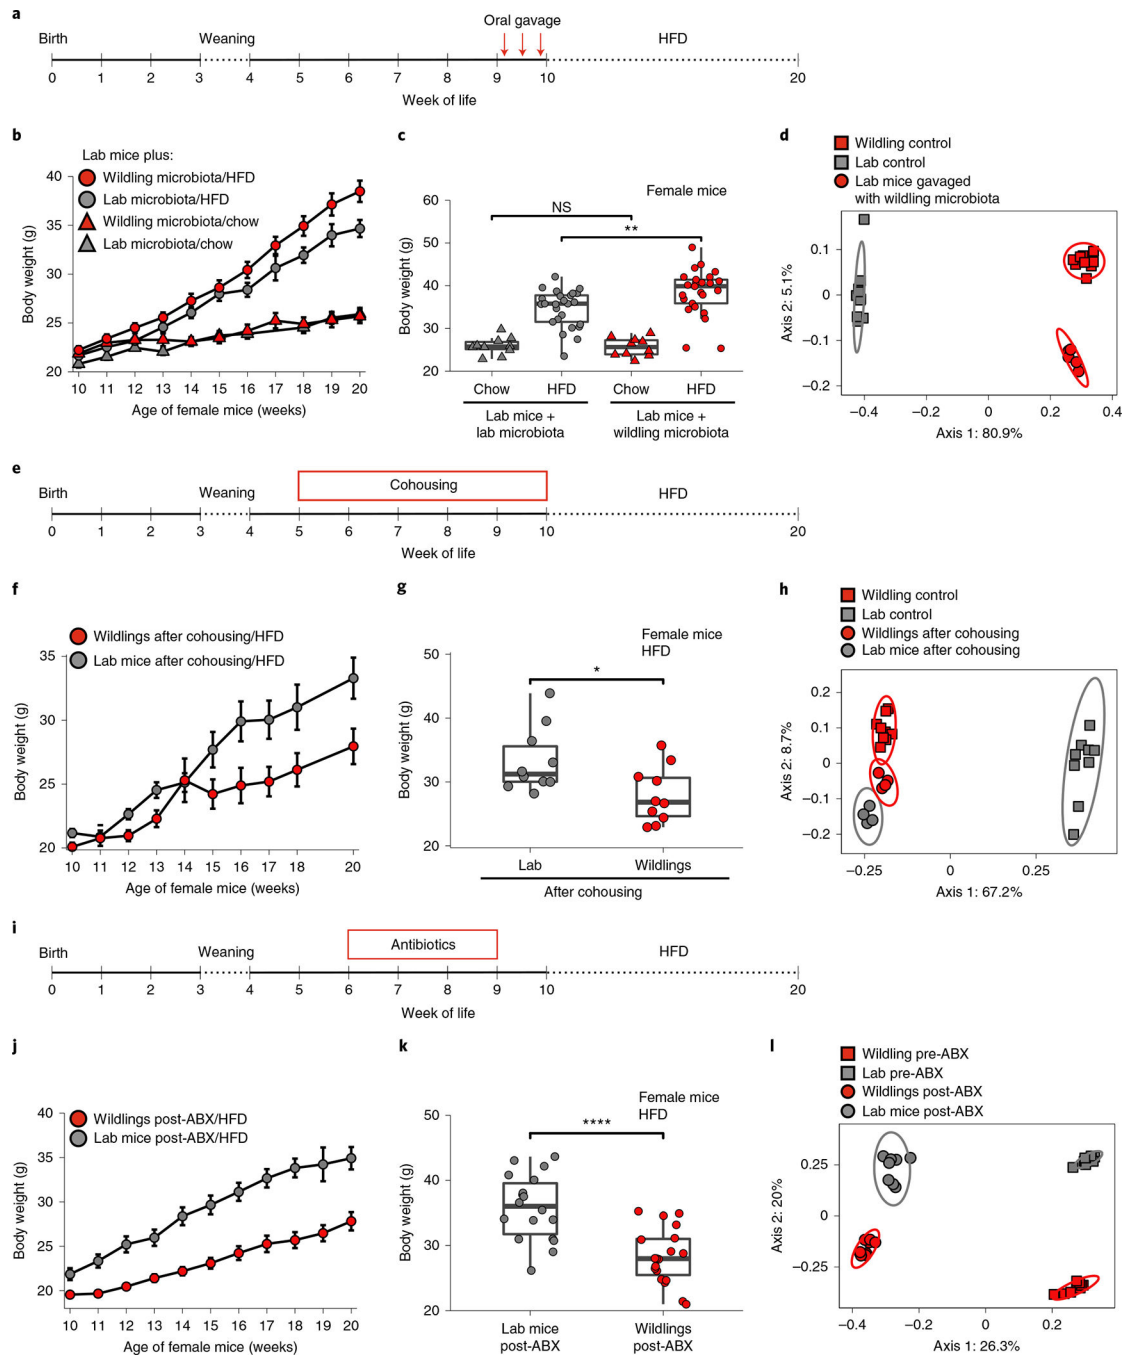 a
Oral gavage
Birth
Weaning
HFD
0 1 2 3 4 5 6 7 8 9 10 20
Week of life
b
Lab mice plus:
Wildling microbiota/HFD
Lab microbiota/HFD
Wildling microbiota/chow
Lab microbiota/chow
40
35
30
25
20
Body weight (g)
10 11 12 13 14 15 16 17 18 19 20
Age of female mice (weeks)
c
Female mice
NS
**
60
50
40
30
20
Body weight (g)
Chow HFD Chow HFD
Lab mice +
lab microbiota
Lab mice +
wildling microbiota
d
Wildling control
Lab control
Lab mice gavaged
with wildling microbiota
0.1
0
−0.1
−0.2
Axis 2: 5.1%
−0.4 −0.2 0 0.2 0.4
Axis 1: 80.9%
e
Cohousing
Birth
Weaning
HFD
0 1 2 3 4 5 6 7 8 9 10 20
Week of life
f
Wildlings after cohousing/HFD
Lab mice after cohousing/HFD
35
30
25
20
Body weight (g)
10 11 12 13 14 15 16 17 18 20
Age of female mice (weeks)
g
Female mice
HFD
*
50
40
30
20
Body weight (g)
Lab Wildlings
After cohousing
h
Wildling control
Lab control
Wildlings after cohousing
Lab mice after cohousing
0.2
0.1
0
−0.1
−0.2
Axis 2: 8.7%
−0.25 0 0.25
Axis 1: 67.2%
i
Antibiotics
Birth
Weaning
HFD
0 1 2 3 4 5 6 7 8 9 10 20
Week of life
j
Wildlings post-ABX/HFD
Lab mice post-ABX/HFD
40
35
30
25
20
Body weight (g)
10 11 12 13 14 15 16 17 18 19 20
Age of female mice (weeks)
k
Female mice
HFD
****
50
40
30
20
Body weight (g)
Lab mice
post-ABX
Wildlings
post-ABX
l
Wildling pre-ABX
Lab pre-ABX
Wildlings post-ABX
Lab mice post-ABX
0.25
0
−0.25
Axis 2: 20%
−0.4 −0.2 0 0.2
Axis 1: 26.3%